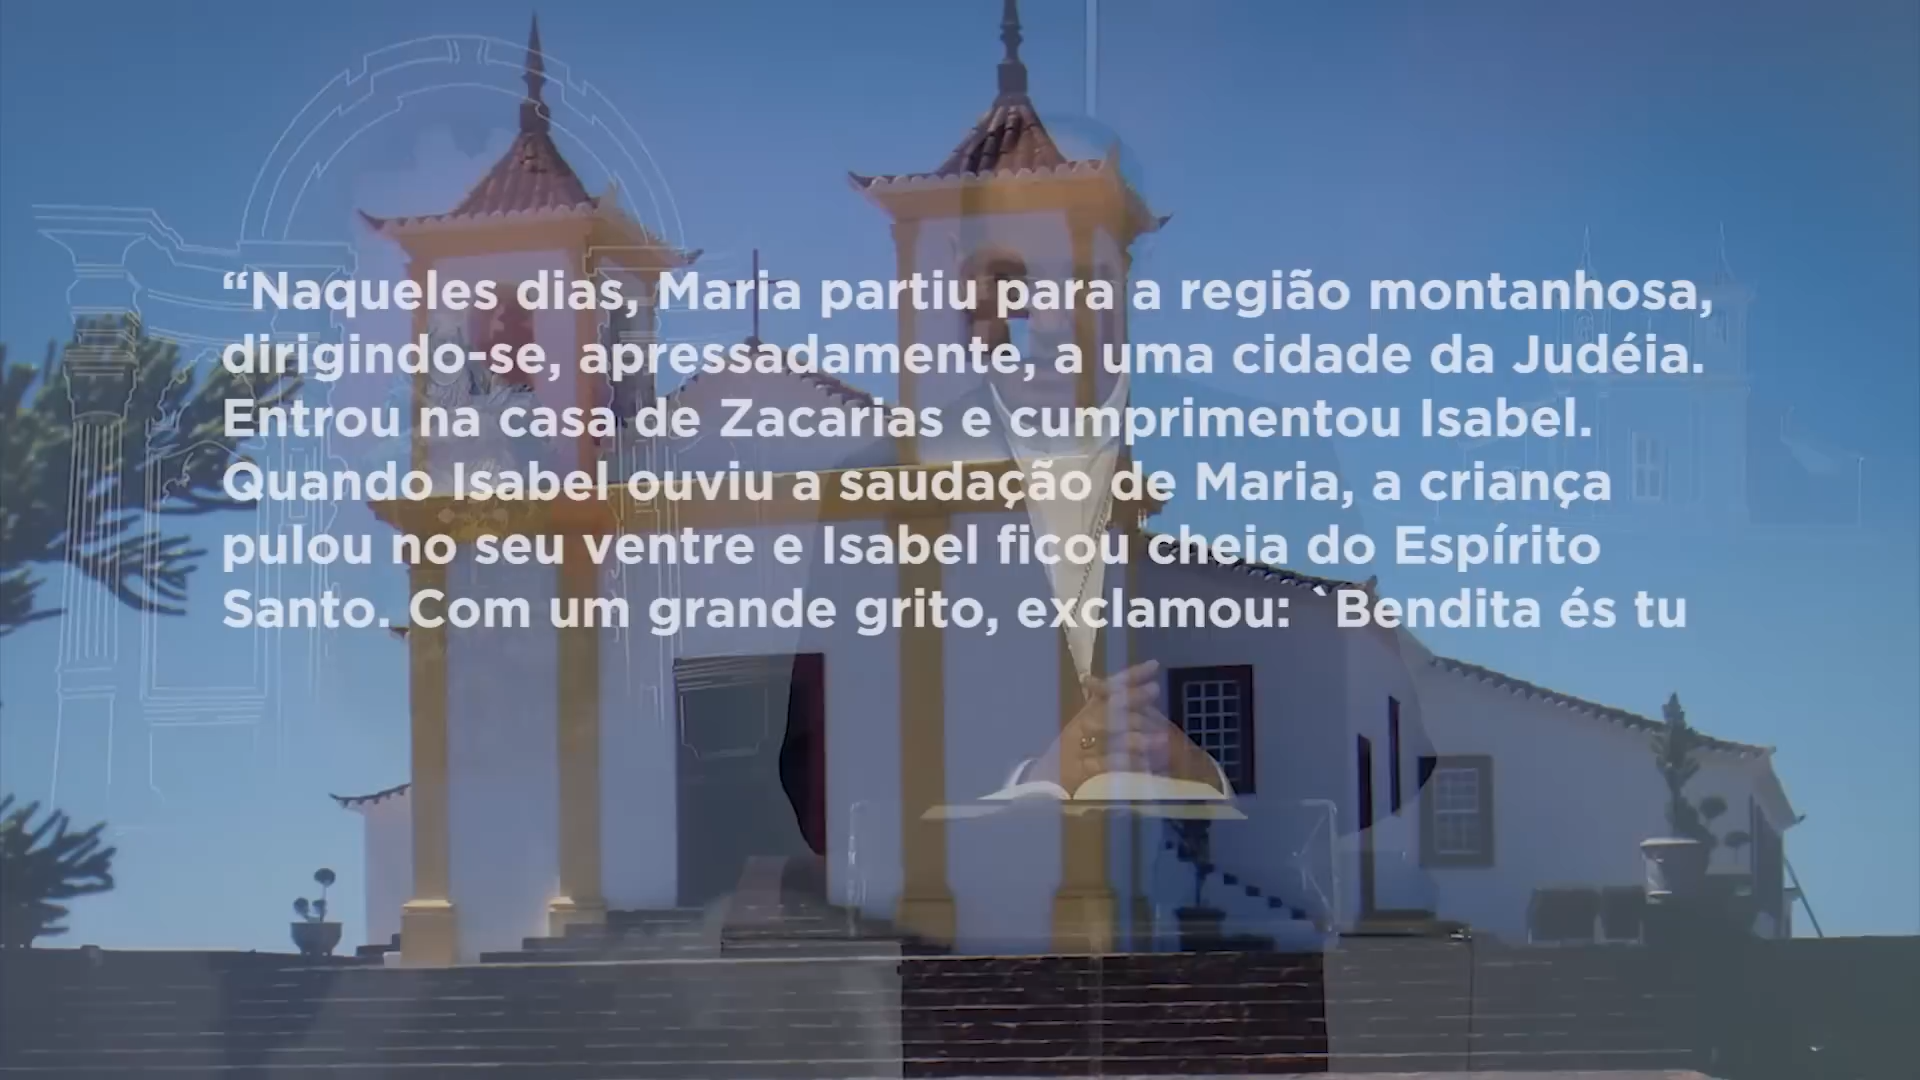 “Naqueles dias, Maria partiu para a região montanhosa,
dirigindo-se, apressadamente, a uma cidade da Judéia.
Entrou na casa de Zacarias e cumprimentou Isabel.
Quando Isabel ouviu a saudação de Maria, a criança
pulou no seu ventre e Isabel ficou cheia do Espírito
Santo. Com um grande grito, exclamou: `Bendita és tu